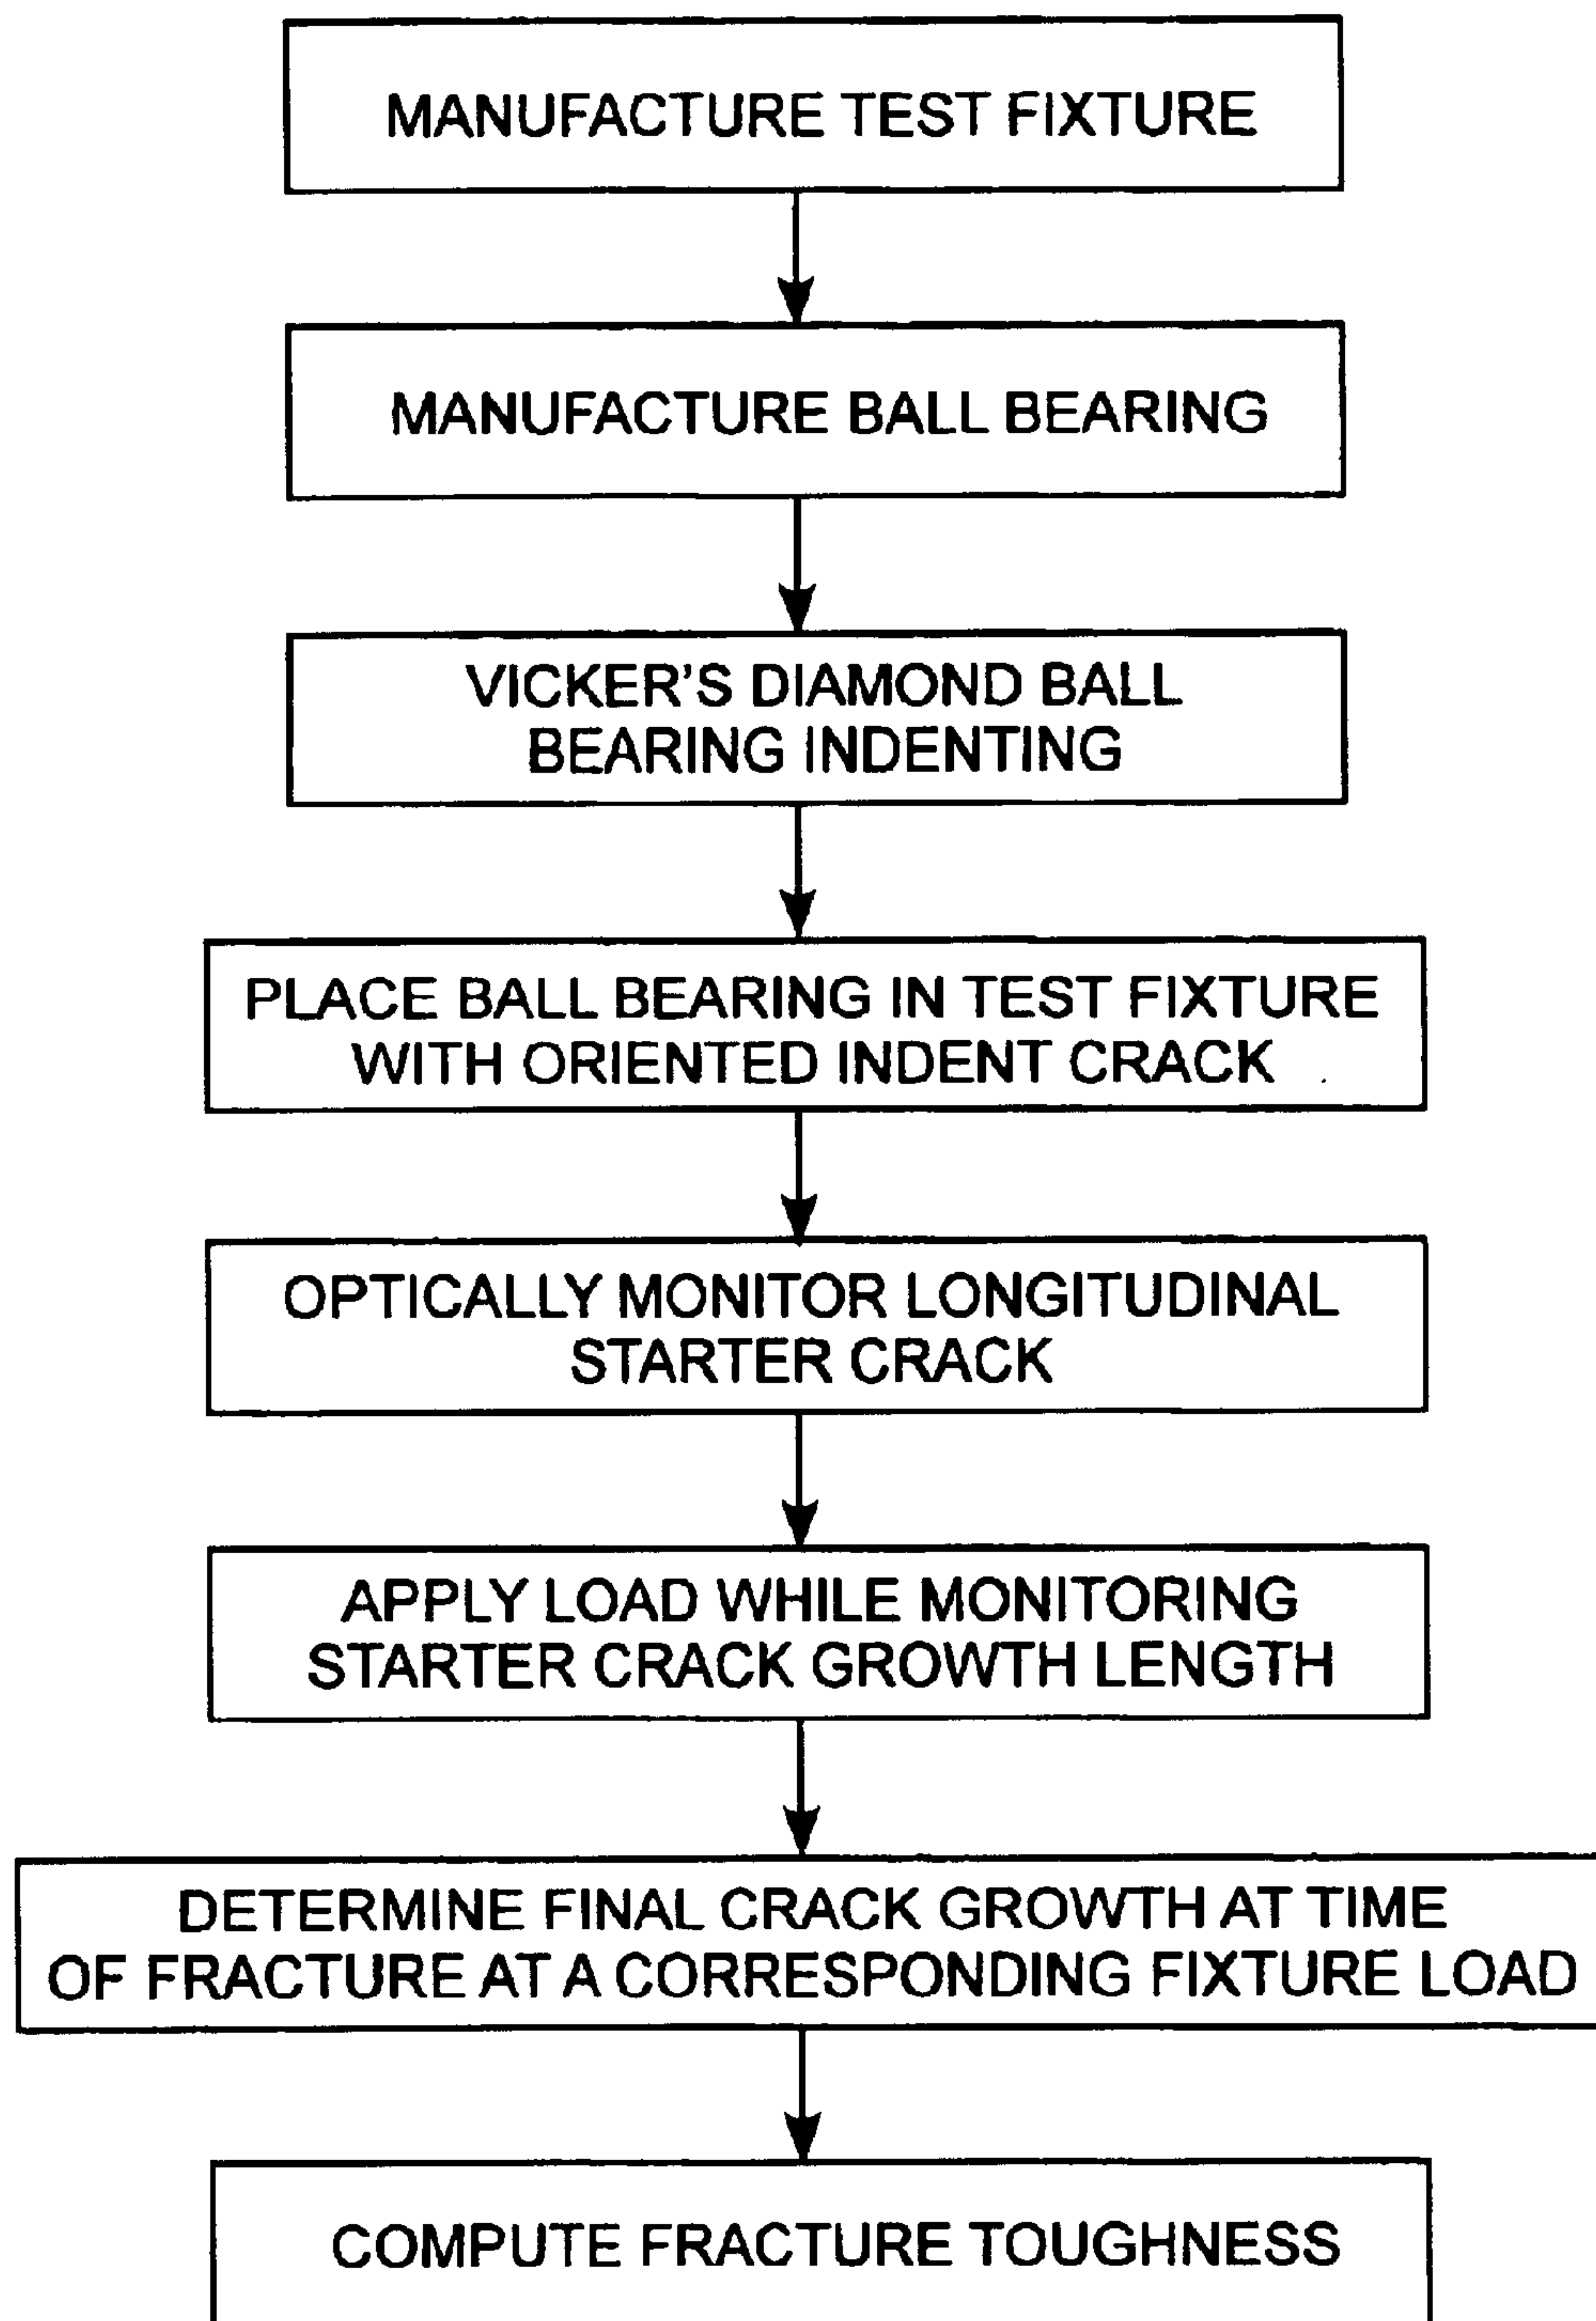 MANUFACTURE TEST FIXTURE
MANUFACTURE BALL BEARING
VICKER'S DIAMOND BALL
BEARING INDENTING
PLACE BALL BEARING IN TEST FIXTURE
WITH ORIENTED INDENT CRACK
OPTICALLY MONITOR LONGITUDINAL
STARTER CRACK
APPLY LOAD WHILE MONITORING
STARTER CRACK GROWTH LENGTH
DETERMINE FINAL CRACK GROWTH AT TIME
OF FRACTURE AT A CORRESPONDING FIXTURE LOAD
COMPUTE FRACTURE TOUGHNESS